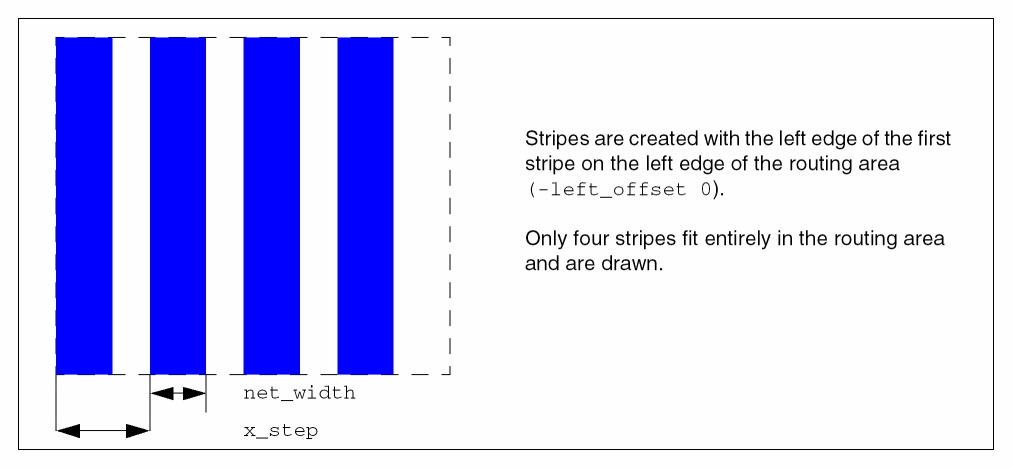 Stripes are created with the left edge of the first
stripe on the left edge of the routing area
(-left_offset 0).
Only four stripes fit entirely in the routing area
and are drawn.
net_width
x_step